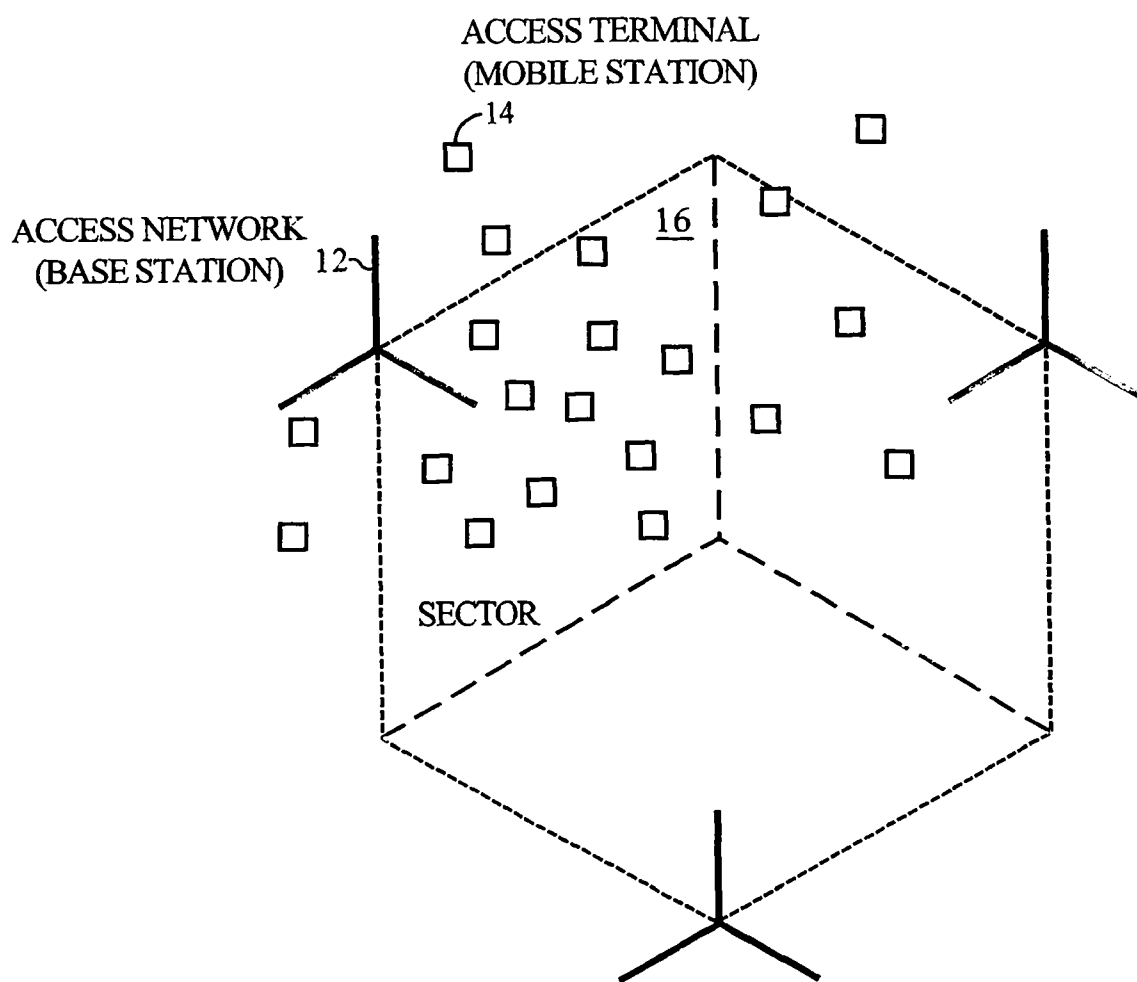 ACCESS TERMINAL
(MOBILE STATION)
14
16
ACCESS NETWORK
(BASE STATION)
12
SECTOR